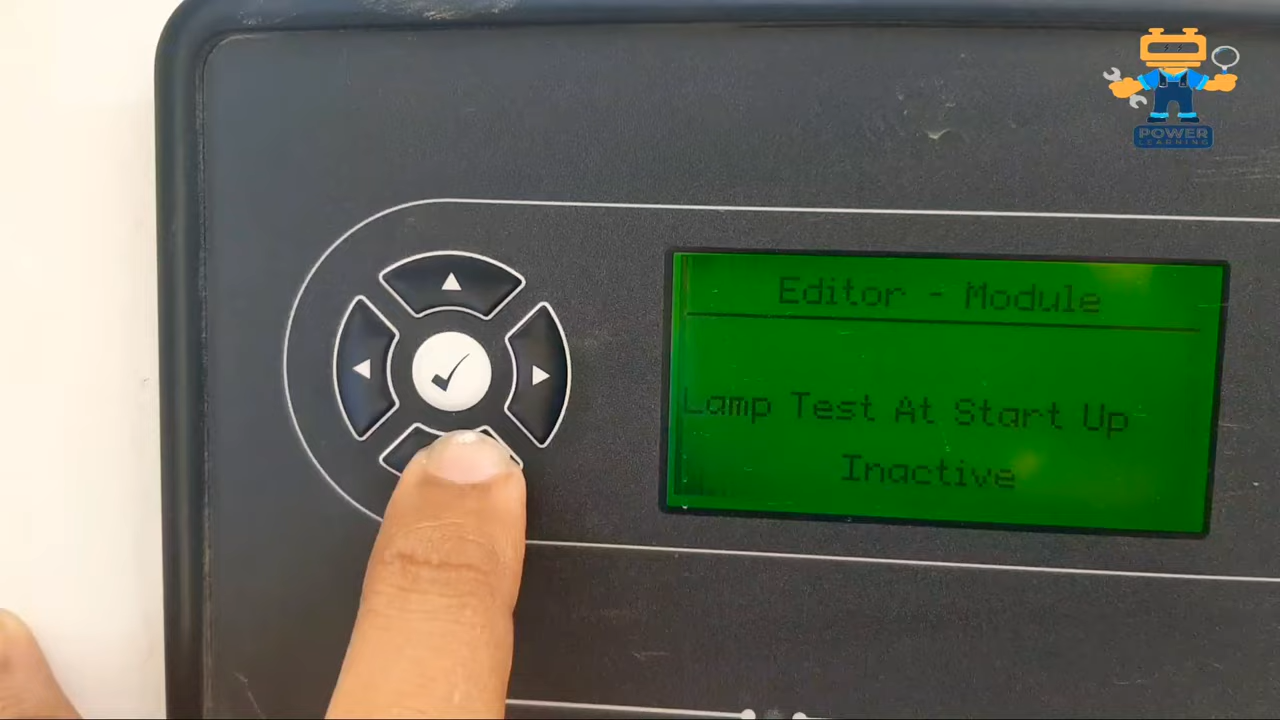 POWER
LEARNING
Editor - Module
Lamp Test At Start Up
Inactive